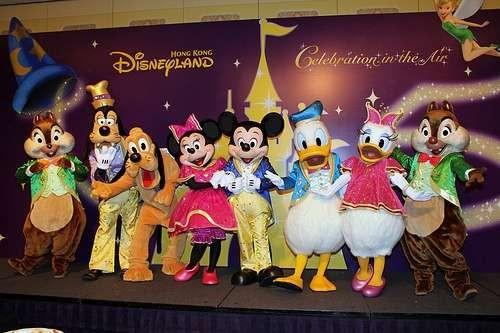 HONG KONG
DISNEYLAND
Celebration in the Air